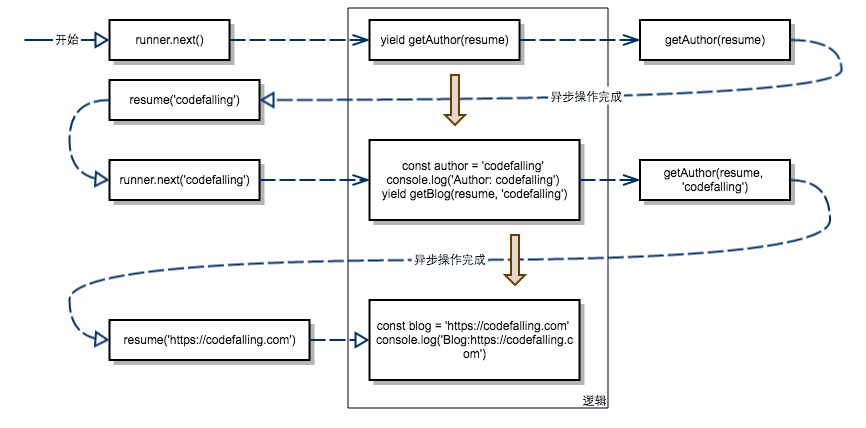 开始
runner.next()
yield getAuthor(resume)
getAuthor(resume)
resume('codefalling')
异步操作完成
runner.next('codefalling')
const author = 'codefalling'
console.log('Author: codefalling')
yield getBlog(resume, 'codefalling')
getAuthor(resume,
'codefalling')
异步操作完成
resume('https://codefalling.com')
const blog = 'https://codefalling.com'
console.log('Blog:https://codefalling.c
om')
逻辑